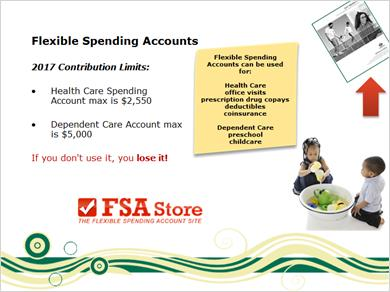 Flexible Spending Accounts
2017 Contribution Limits:
• Health Care Spending
Account max is $2,550
• Dependent Care Account max
is $5,000
If you don't use it, you lose it!
Flexible Spending
Accounts can be used
for:
Health Care
office visits
prescription drug copays
deductibles
coinsurance
Dependent Care
preschool
childcare
FSA Store
THE FLEXIBLE SPENDING ACCOUNT SITE